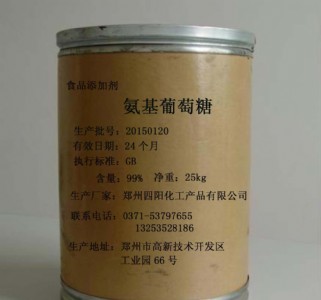 食品添加剂
氨基葡萄糖
生产批号：20150120
有效日期：24个月
执行标准：GB
含量：99% 净重：25kg
生产厂家：郑州四阳化工产品有限公司
联系电话：0371-53797655
13253528186
生产地址：郑州市高新技术开发区
工业园66号